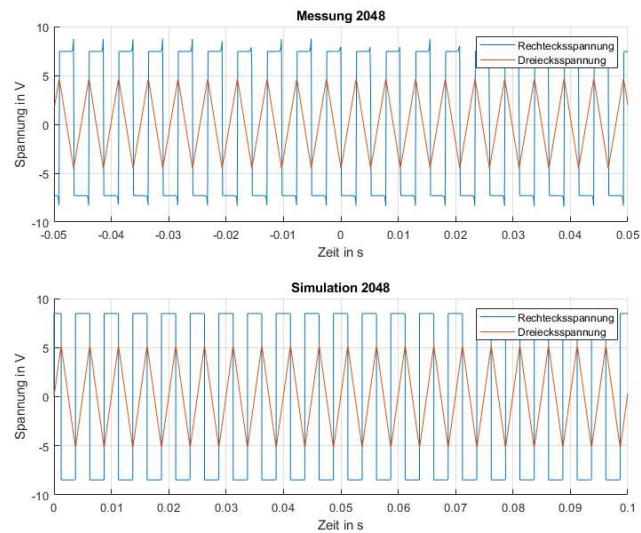 Messung 2048
10
5
0
-5
-10
Spannung in V
Rechtecksspannung
Dreiecksspannung
-0.05 -0.04 -0.03 -0.02 -0.01 0 0.01 0.02 0.03 0.04 0.05
Zeit in s
Simulation 2048
10
5
0
-5
-10
Spannung in V
Rechtecksspannung
Dreiecksspannung
0 0.01 0.02 0.03 0.04 0.05 0.06 0.07 0.08 0.09 0.1
Zeit in s